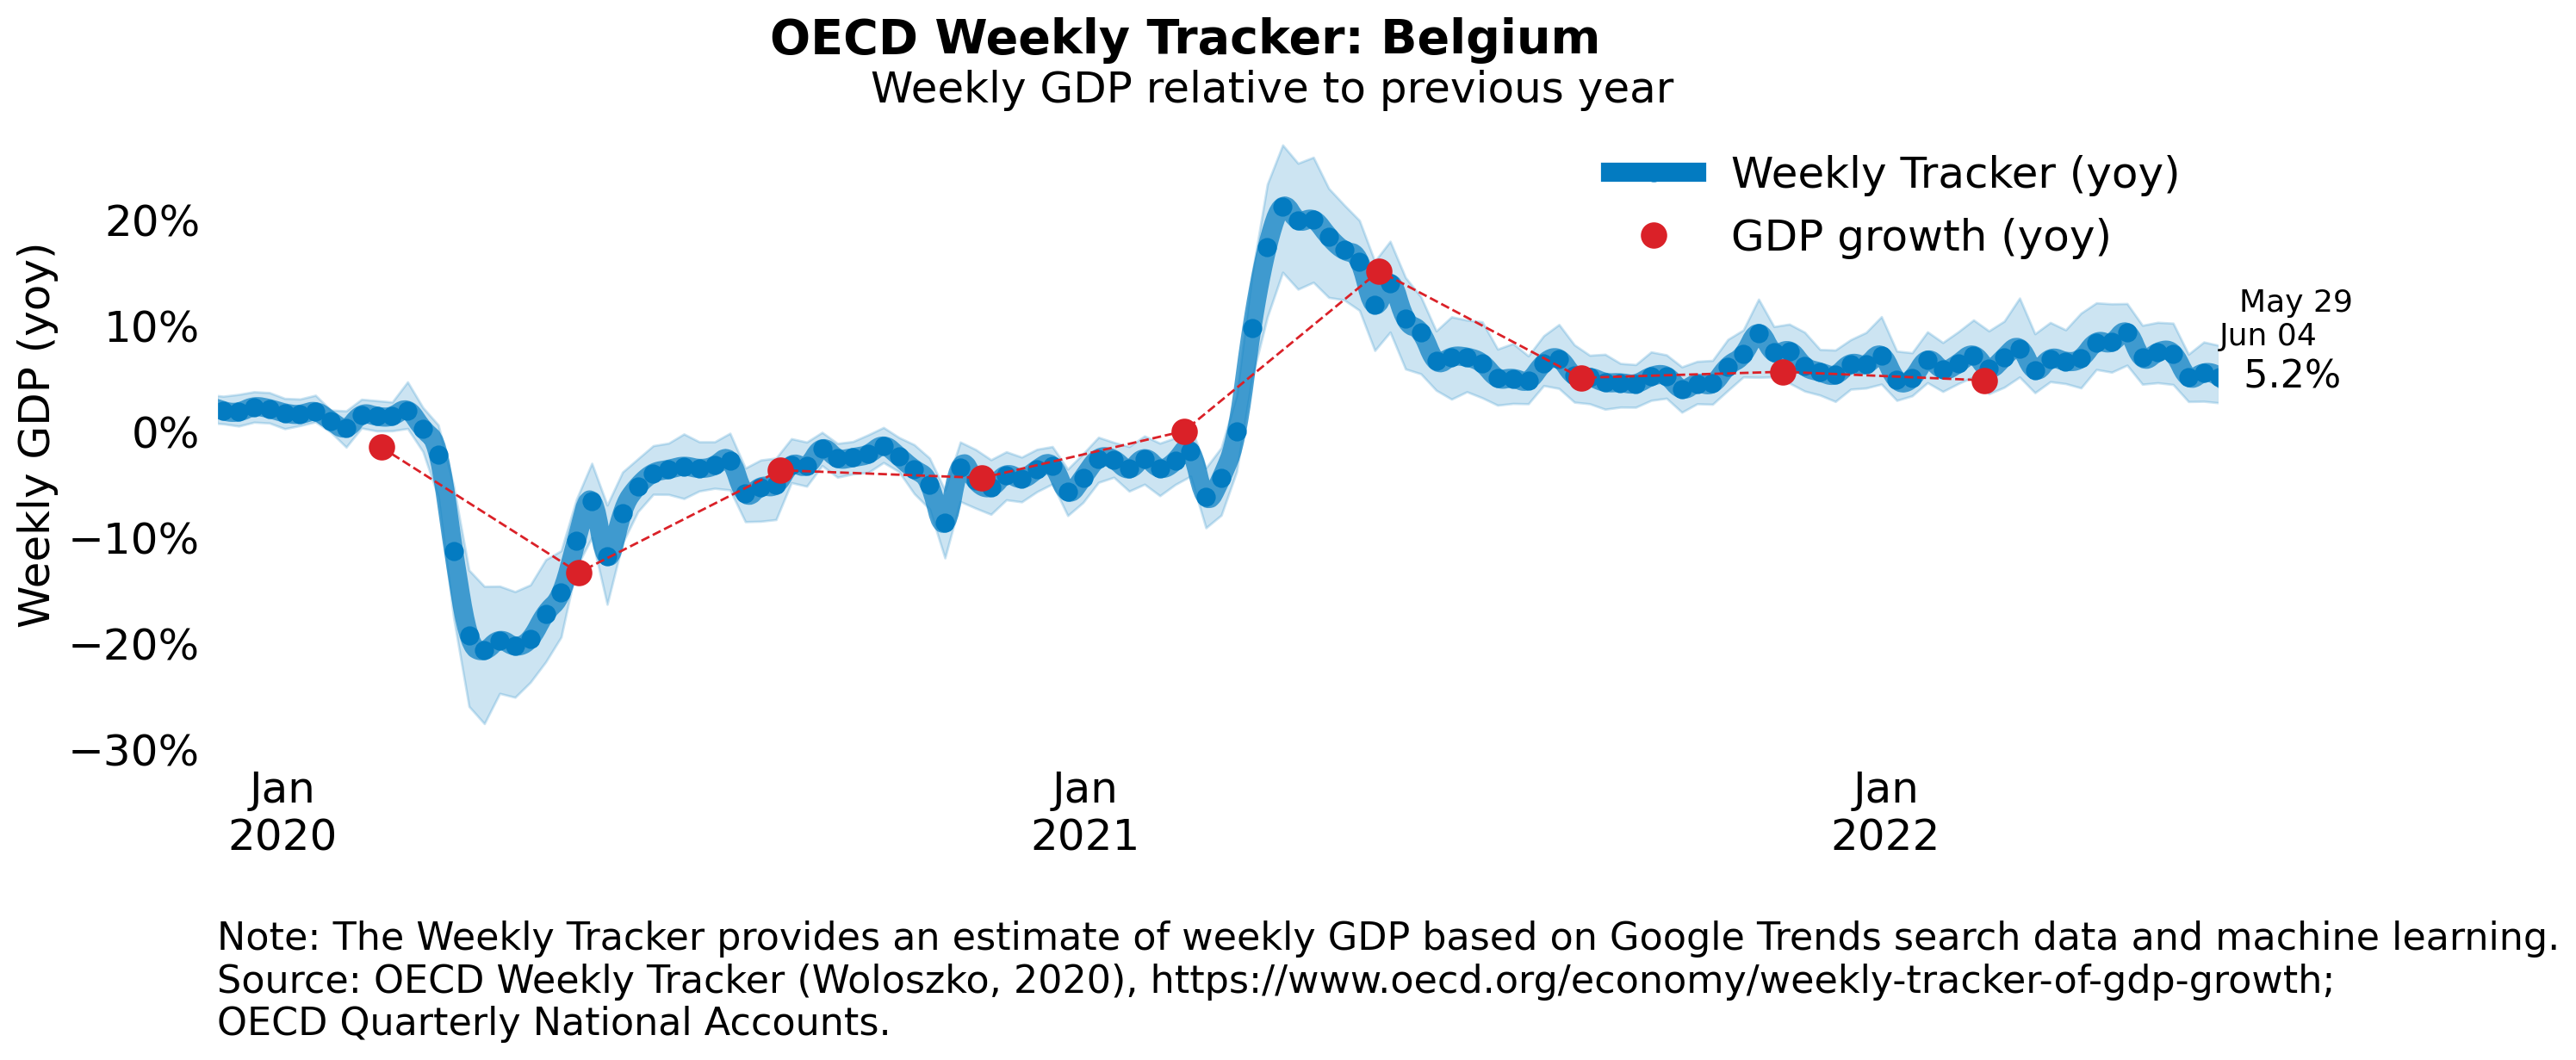 OECD Weekly Tracker: Belgium
Weekly GDP relative to previous year
Weekly Tracker (yoy)
GDP growth (yoy)
Weekly GDP (yoy)
20%
10%
0%
−10%
−20%
−30%
May 29
Jun 04
5.2%
Jan
2020
Jan
2021
Jan
2022
Note: The Weekly Tracker provides an estimate of weekly GDP based on Google Trends search data and machine learning.
Source: OECD Weekly Tracker (Woloszko, 2020), https://www.oecd.org/economy/weekly-tracker-of-gdp-growth;
OECD Quarterly National Accounts.